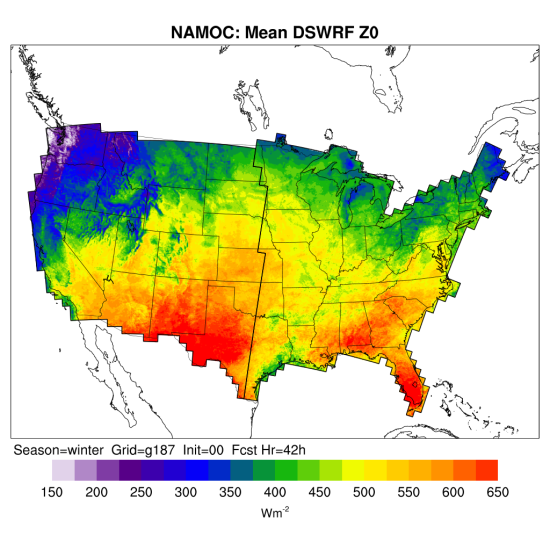 NAMOC: Mean DSWRF Z0
Season=winter Grid=g187 Init=00 Fcst Hr=42h
150 200 250 300 350 400 450 500 550 600 650
Wm-2